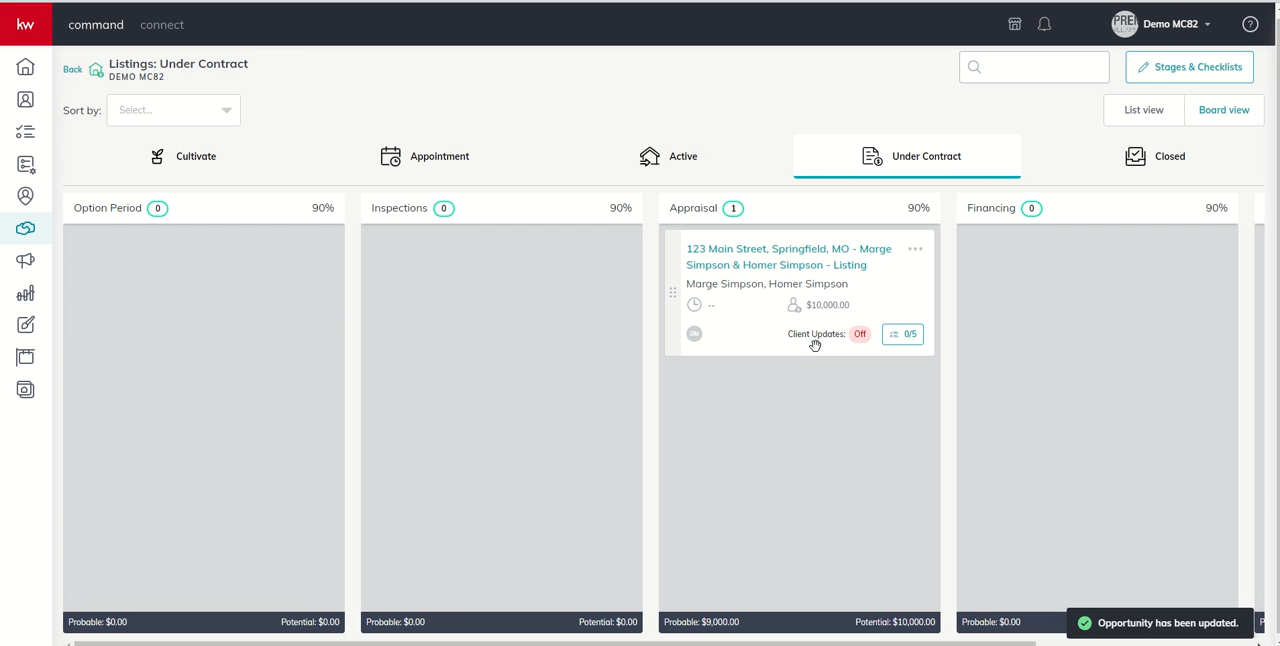 kw command connect
PREI
Demo MC82
Back Listings: Under Contract
DEMO MC82
Stages & Checklists
Sort by: Select...
List view Board view
Cultivate Appointment Active Under Contract Closed
Option Period 0 90%
Inspections 0 90%
Appraisal 1 90%
Financing 0 90%
123 Main Street, Springfield, MO - Marge
Simpson & Homer Simpson - Listing
Marge Simpson, Homer Simpson
-- $10,000.00
DM Client Updates: Off 0/5
Probable: $0.00 Potential: $0.00
Probable: $0.00 Potential: $0.00
Probable: $9,000.00 Potential: $10,000.00
Probable: $0.00
Opportunity has been updated.
P